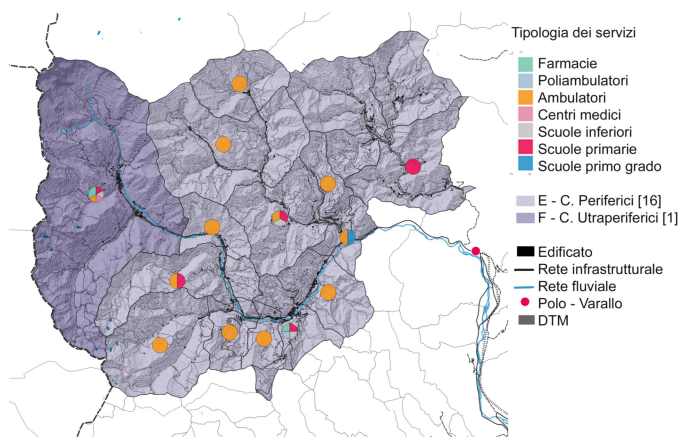 Tipologia dei servizi
Farmacie
Poliambulatori
Ambulatori
Centri medici
Scuole inferiori
Scuole primarie
Scuole primo grado
E - C. Periferici [16]
F - C. Utraperiferici [1]
Edificato
Rete infrastrutturale
Rete fluviale
Polo - Varallo
DTM